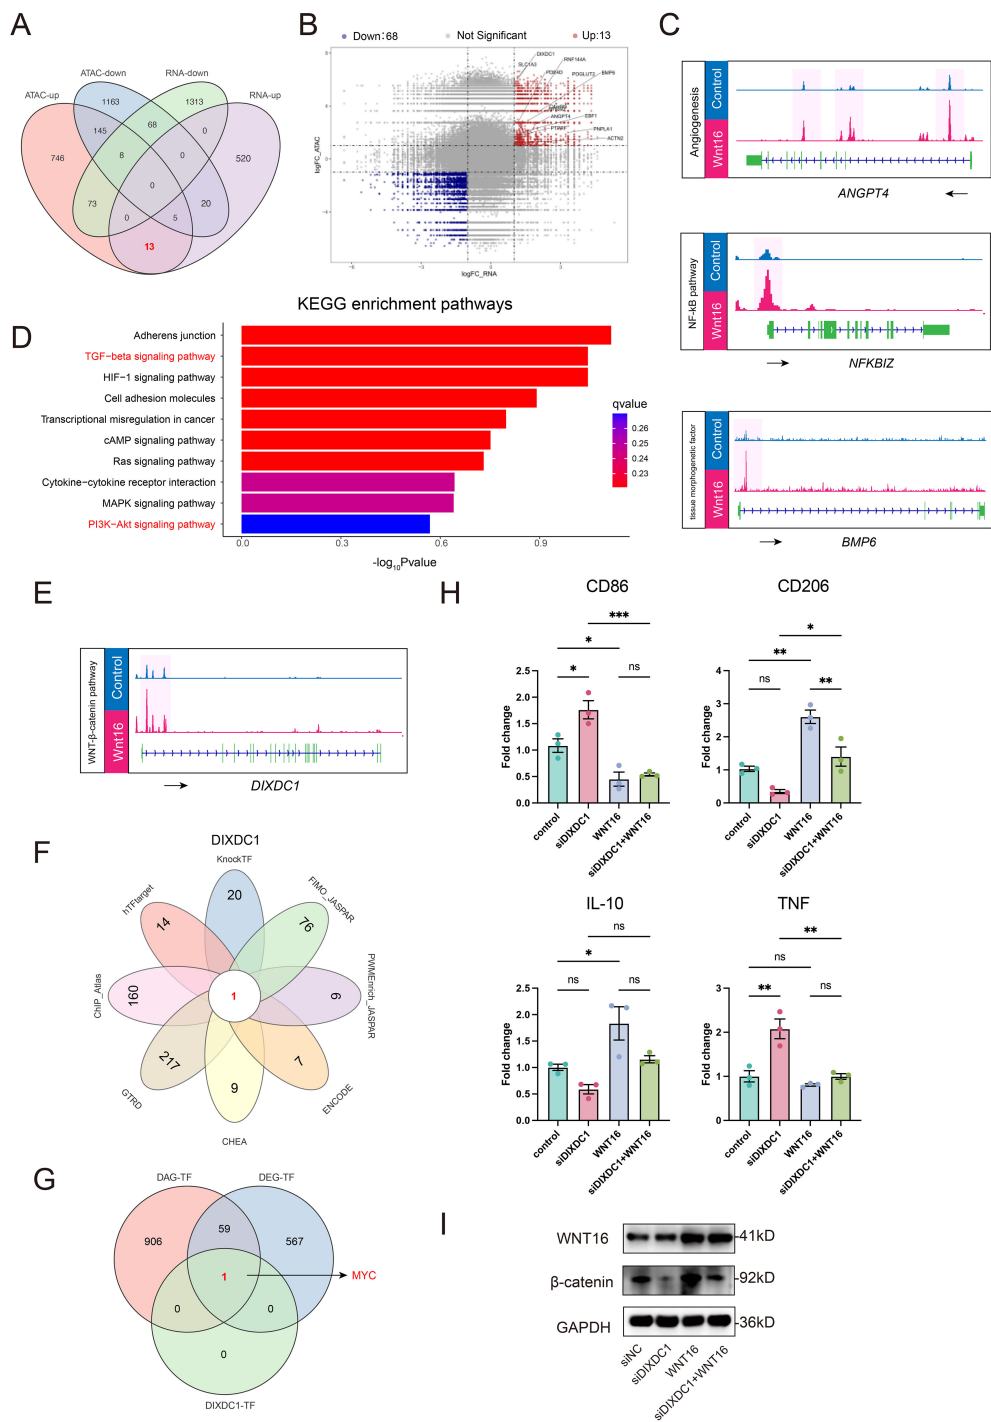 A
ATAC-down
RNA-down
ATAC-up
RNA-up
1163
1313
145
68
0
746
8
0
520
0
73
0
5
20
13
B
Down:68
Not Significant
Up:13
DIXDC1
SLC1A3
RNF144A
PDE4D
PDGLUT2
BMP6
ANGPT4
EBF1
PNPLA1
ACTN2
logFC_ATAC
logFC_RNA
C
Angiogenesis
Control
Wnt16
ANGPT4
NF-kB pathway
Control
Wnt16
NFKBIZ
tissue morphogenetic factor
Control
Wnt16
BMP6
D
KEGG enrichment pathways
Adherens junction
TGF−beta signaling pathway
HIF−1 signaling pathway
Cell adhesion molecules
Transcriptional misregulation in cancer
cAMP signaling pathway
Ras signaling pathway
Cytokine−cytokine receptor interaction
MAPK signaling pathway
PI3K−Akt signaling pathway
0.0
0.3
0.6
0.9
-log10Pvalue
qvalue
0.26
0.25
0.24
0.23
E
WNT-β-catenin pathway
Control
Wnt16
DIXDC1
F
DIXDC1
KnockTF
FIMO_JASPAR
PWMEnrich_JASPAR
ENCODE
CHEA
GTRD
ChIP_Atlas
hTFtarget
20
76
9
7
9
217
160
14
1
G
DAG-TF
DEG-TF
906
59
567
1
MYC
0
0
0
DIXDC1-TF
H
CD86
***
*
*
ns
Fold change
2.5
2.0
1.5
1.0
0.5
0.0
control
siDIXDC1
WNT16
siDIXDC1+WNT16
CD206
*
**
ns
**
Fold change
4
3
2
1
0
control
siDIXDC1
WNT16
siDIXDC1+WNT16
IL-10
ns
*
ns
ns
Fold change
2.5
2.0
1.5
1.0
0.5
0.0
control
siDIXDC1
WNT16
siDIXDC1+WNT16
TNF
**
ns
**
ns
Fold change
3
2
1
0
control
siDIXDC1
WNT16
siDIXDC1+WNT16
I
WNT16
-41kD
β-catenin
-92kD
GAPDH
-36kD
siNC
siDIXDC1
WNT16
siDIXDC1+WNT16